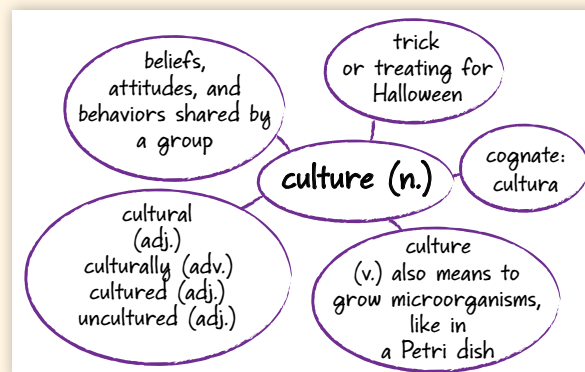 beliefs,
attitudes, and
behaviors shared by
a group
trick
or treating for
Halloween
culture (n.)
cognate:
cultura
cultural
(adj.)
culturally (adv.)
cultured (adj.)
uncultured (adj.)
culture
(v.) also means to
grow microorganisms,
like in
a Petri dish